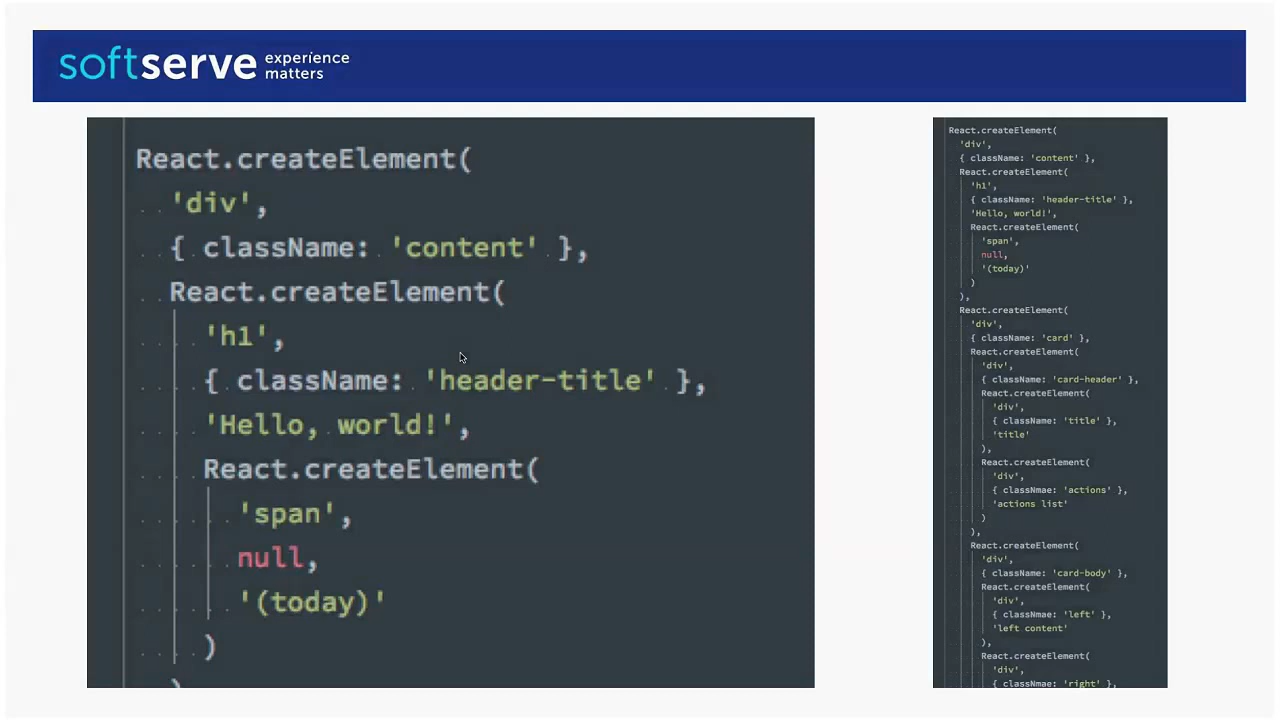 softserve experience
matters
React.createElement(
'div',
{ className: 'content' },
React.createElement(
'h1',
{ className: 'header-title' },
'Hello, world!',
React.createElement(
'span',
null,
'(today)'
)
)
React.createElement(
'div',
{ className: 'content' },
React.createElement(
'h1',
{ className: 'header-title' },
'Hello, world!',
React.createElement(
'span',
null,
'(today)'
)
),
React.createElement(
'div',
{ className: 'card' },
React.createElement(
'div',
{ className: 'card-header' },
React.createElement(
'div',
{ className: 'title' },
'title'
),
React.createElement(
'div',
{ classNmae: 'actions' },
'actions list'
)
),
React.createElement(
'div',
{ className: 'card-body' },
React.createElement(
'div',
{ classNmae: 'left' },
'left content'
),
React.createElement(
'div',
{ classNmae: 'right' },